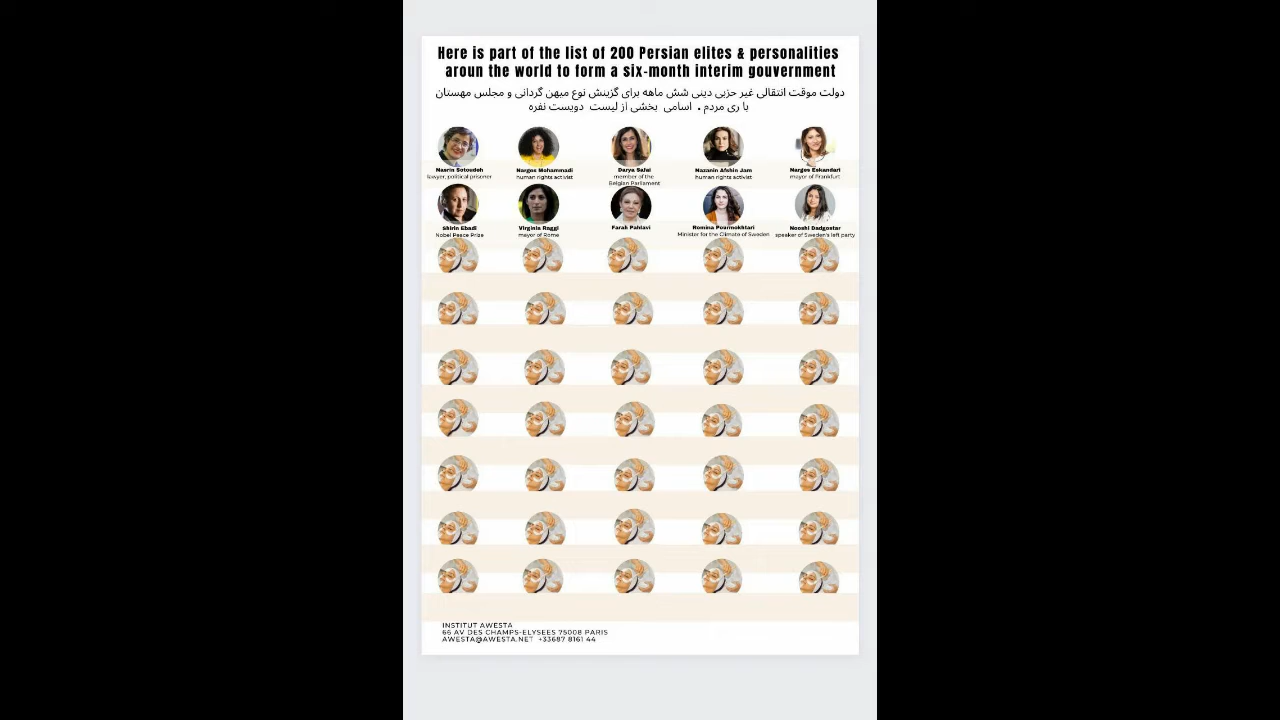 Here is part of the list of 200 Persian elites & personalities
aroun the world to form a six-month interim gouvernment
دولت موقت انتقالی غیر حزبی دینی شش ماهه برای گزینش نوع میهن گردانی و مجلس مهستان
با ری مردم . اسامی بخشی از لیست دویست نفره
Nasrin Sotoudeh
lawyer, political prisoner
Narges Mohammadi
human rights activist
Darya Safai
member of the
Belgian Parliament
Nazanin Afshin Jam
human rights activist
Narges Eskandari
mayor of Frankfurt
Shirin Ebadi
Nobel Peace Prize
Virginia Raggi
mayor of Rome
Farah Pahlavi
Romina Pourmokhtari
Minister for the Climate of Sweden
Nooshi Dadgostar
speaker of Sweden's left party
INSTITUT AWESTA
66 AV DES CHAMPS-ELYSEES 75008 PARIS
AWESTA@AWESTA.NET +33687 8161 44